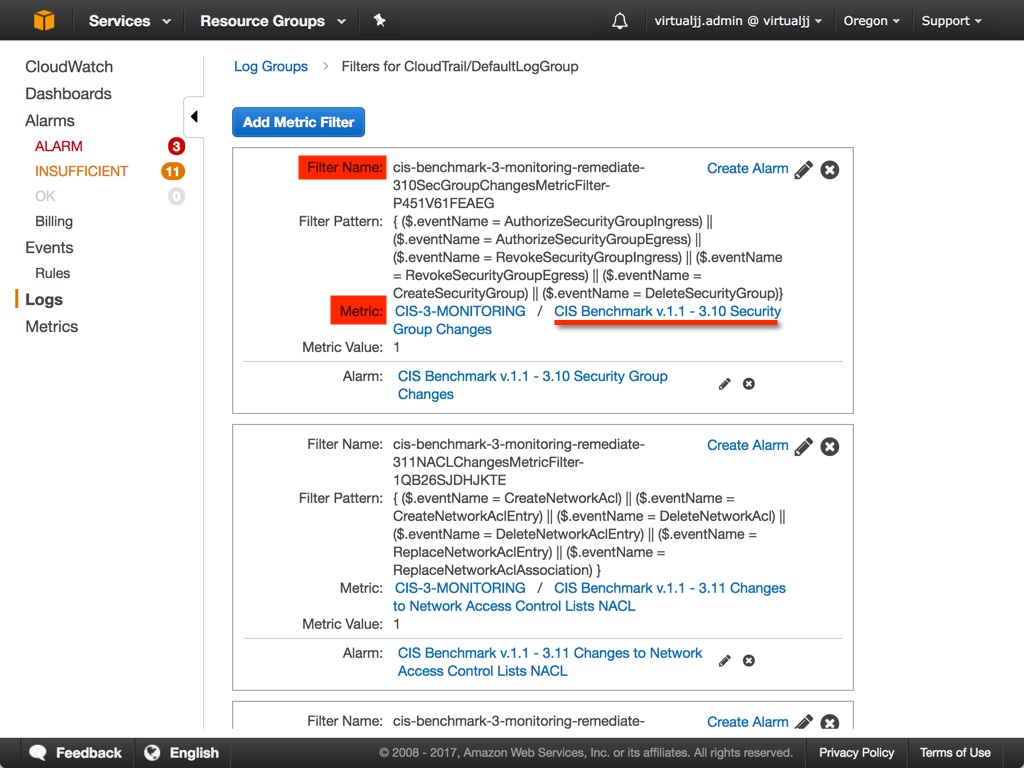 Services Resource Groups virtualjj.admin @ virtualjj Oregon Support
CloudWatch
Dashboards
Alarms
ALARM 3
INSUFFICIENT 11
OK 0
Billing
Events
Rules
Logs
Metrics
Log Groups > Filters for CloudTrail/DefaultLogGroup
Add Metric Filter
Filter Name: cis-benchmark-3-monitoring-remediate- Create Alarm
310SecGroupChangesMetricFilter-
P451V61FEAEG
Filter Pattern: { ($.eventName = AuthorizeSecurityGroupIngress) ||
($.eventName = AuthorizeSecurityGroupEgress) ||
($.eventName = RevokeSecurityGroupIngress) || ($.eventName
= RevokeSecurityGroupEgress) || ($.eventName =
CreateSecurityGroup) || ($.eventName = DeleteSecurityGroup)}
Metric: CIS-3-MONITORING / CIS Benchmark v.1.1 - 3.10 Security
Group Changes
Metric Value: 1
Alarm: CIS Benchmark v.1.1 - 3.10 Security Group
Changes
Filter Name: cis-benchmark-3-monitoring-remediate- Create Alarm
311NACLChangesMetricFilter-
1QB26SJDHJKTE
Filter Pattern: { ($.eventName = CreateNetworkAcl) || ($.eventName =
CreateNetworkAclEntry) || ($.eventName = DeleteNetworkAcl) ||
($.eventName = DeleteNetworkAclEntry) || ($.eventName =
ReplaceNetworkAclEntry) || ($.eventName =
ReplaceNetworkAclAssociation) }
Metric: CIS-3-MONITORING / CIS Benchmark v.1.1 - 3.11 Changes
to Network Access Control Lists NACL
Metric Value: 1
Alarm: CIS Benchmark v.1.1 - 3.11 Changes to Network
Access Control Lists NACL
Filter Name: cis-benchmark-3-monitoring-remediate- Create Alarm
Feedback English © 2008 - 2017, Amazon Web Services, Inc. or its affiliates. All rights reserved. Privacy Policy Terms of Use